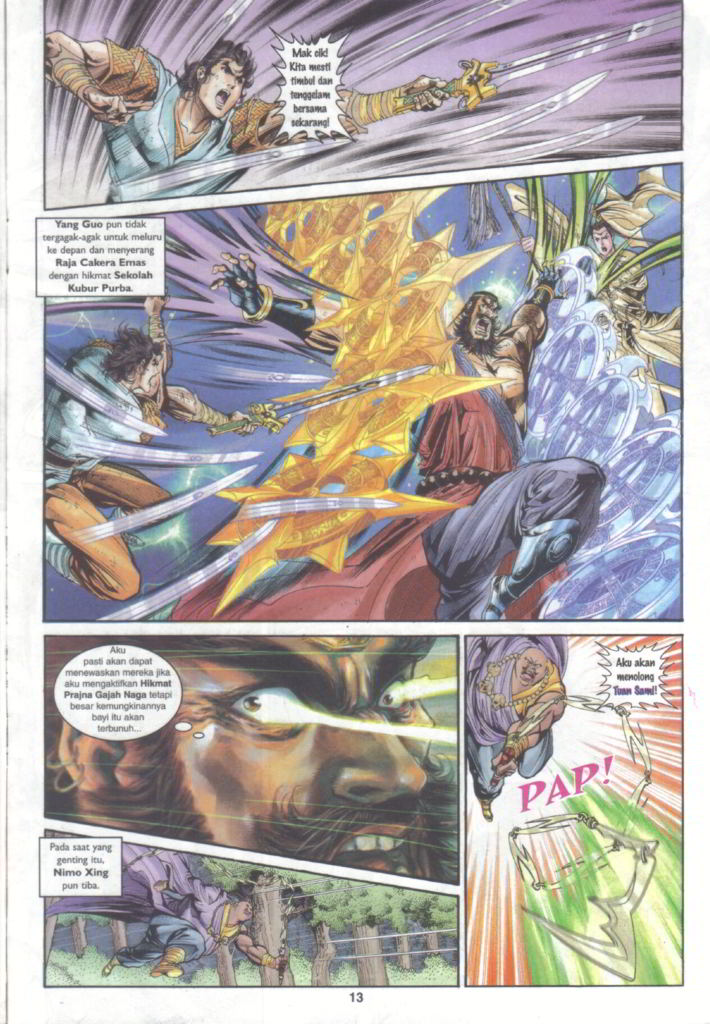 Mak cik!
Kita mesti
timbul dan
tenggelam
bersama
sekarang!
Yang Guo pun tidak
tergagak-agak untuk meluru
ke depan dan menyerang
Raja Cakera Emas
dengan hikmat Sekolah
Kubur Purba.
Aku
pasti akan dapat
menewaskan mereka jika
aku mengaktifkan Hikmat
Prajna Gajah Naga tetapi
besar kemungkinannya
bayi itu akan
terbunuh...
Aku akan
menolong
Tuan Sami!
PAP!
Pada saat yang
genting itu,
Nimo Xing
pun tiba.
13